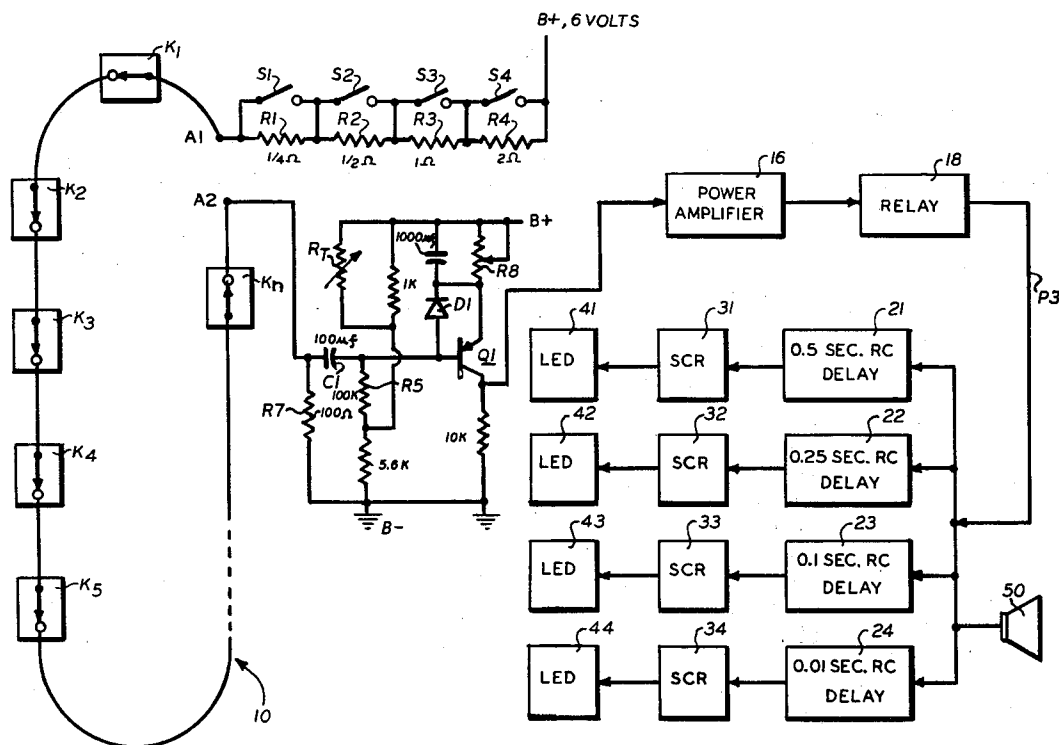 K1
B+, 6 VOLTS
S1
S2
S3
S4
A1
R1
R2
R3
R4
1/4Ω
1/2Ω
1Ω
2Ω
K2
A2
16
POWER
AMPLIFIER
18
RELAY
B+
1000µf
RT
R8
1K
Kn
D1
P3
K3
41
LED
31
SCR
21
0.5 SEC. RC
DELAY
100µf
Q1
C1
R5
100K
R7
100Ω
10K
5.6K
42
LED
32
SCR
22
0.25 SEC. RC
DELAY
K4
B-
43
LED
33
SCR
23
0.1 SEC. RC
DELAY
K5
50
44
LED
34
SCR
24
0.01 SEC. RC
DELAY
10